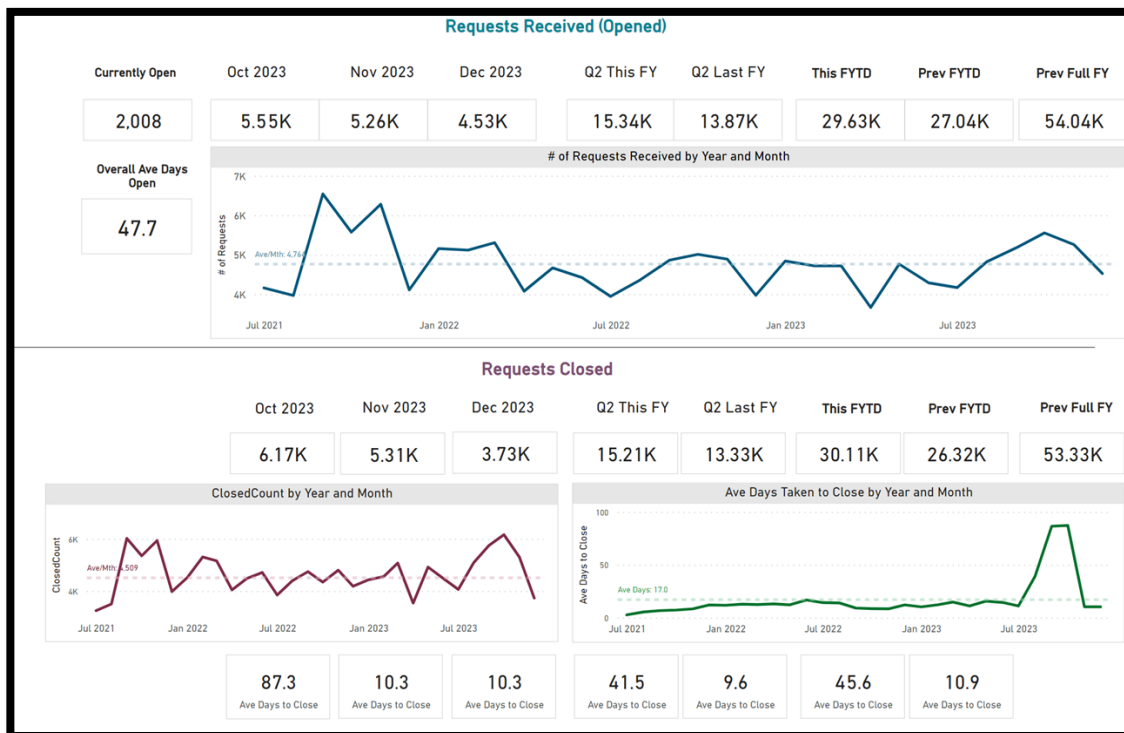 Requests Received (Opened)
Currently Open
Oct 2023
Nov 2023
Dec 2023
Q2 This FY
Q2 Last FY
This FYTD
Prev FYTD
Prev Full FY
2,008
5.55K
5.26K
4.53K
15.34K
13.87K
29.63K
27.04K
54.04K
Overall Ave Days
Open
47.7
# of Requests Received by Year and Month
# of Requests
7K
6K
5K
4K
Ave/Mth: 4,764
Jul 2021
Jan 2022
Jul 2022
Jan 2023
Jul 2023
Requests Closed
Oct 2023
Nov 2023
Dec 2023
Q2 This FY
Q2 Last FY
This FYTD
Prev FYTD
Prev Full FY
6.17K
5.31K
3.73K
15.21K
13.33K
30.11K
26.32K
53.33K
ClosedCount by Year and Month
ClosedCount
6K
4K
Ave/Mth: 4,509
Jul 2021
Jan 2022
Jul 2022
Jan 2023
Jul 2023
Ave Days Taken to Close by Year and Month
Ave Days to Close
100
50
0
Ave Days: 17.0
Jul 2021
Jan 2022
Jul 2022
Jan 2023
Jul 2023
87.3
Ave Days to Close
10.3
Ave Days to Close
10.3
Ave Days to Close
41.5
Ave Days to Close
9.6
Ave Days to Close
45.6
Ave Days to Close
10.9
Ave Days to Close